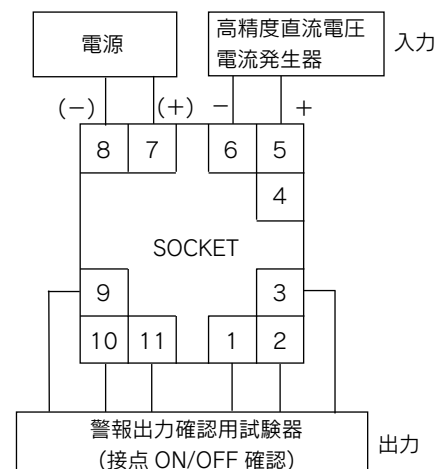 電源
高精度直流電圧
電流発生器
入力
(−) (+) − +
8 7 6 5
4
SOCKET
9 3
10 11 1 2
警報出力確認用試験器
(接点 ON/OFF 確認)
出力